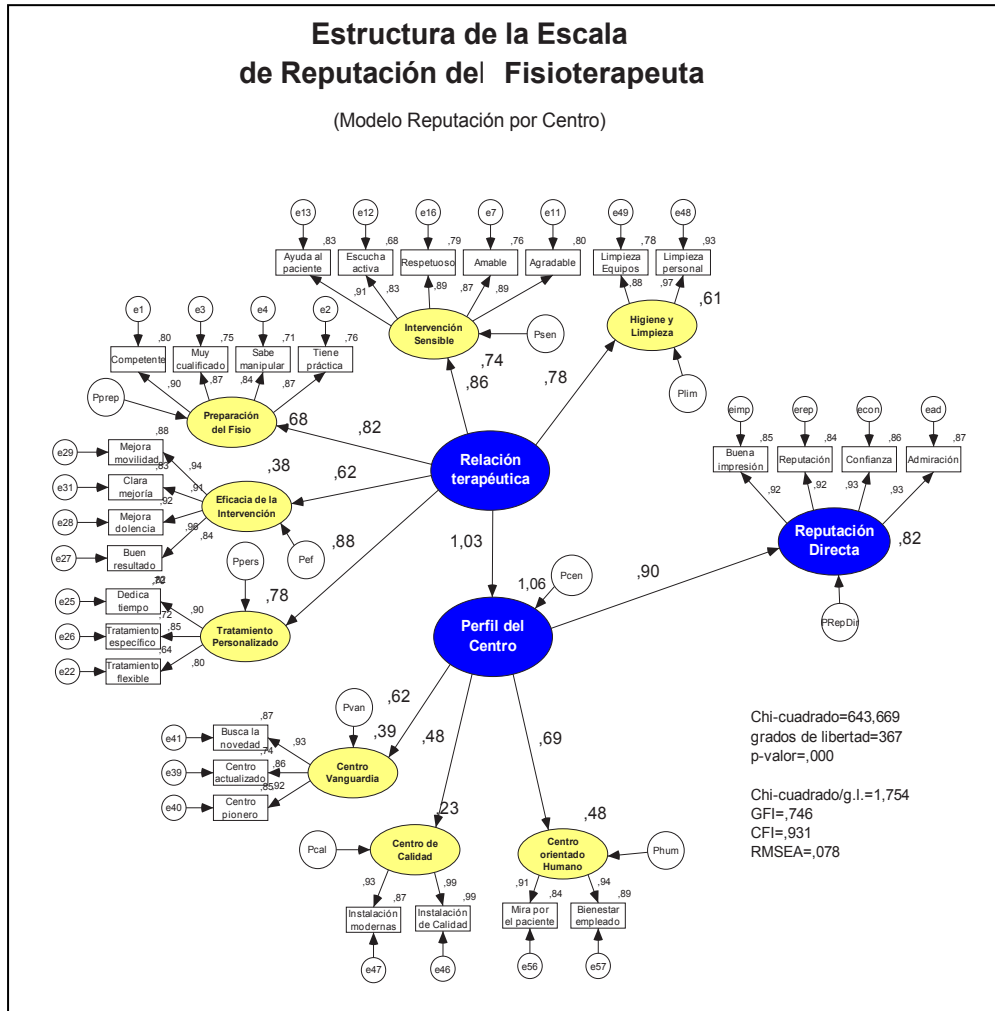 Estructura de la Escala
de Reputación del Fisioterapeuta
(Modelo Reputación por Centro)
e13
e12
e16
e7
e11
e49
e48
,83
,68
,79
,76
,80
,78
,93
Ayuda al
paciente
Escucha
activa
Respetuoso
Amable
Agradable
Limpieza
Equipos
Limpieza
personal
,91
,83
,89
,87
,89
,88
,97
Intervención
Sensible
Psen
,74
,86
Higiene y
Limpieza
,61
,78
Plim
e1
e3
e4
e2
,80
,75
,71
,76
Competente
Muy
cualificado
Sabe
manipular
Tiene
práctica
,90
,87
,84
,87
Pprep
Preparación
del Fisio
,68
,82
e29
e31
e28
e27
Mejora
movilidad
Clara
mejoría
Mejora
dolencia
Buen
resultado
,88
,83
,92
,94
,91
,96
,84
Eficacia de la
Intervención
,38
,62
Pef
Relación
terapéutica
eimp
erep
econ
ead
,85
,84
,86
,87
Buena
impresión
Reputación
Confianza
Admiración
,92
,92
,93
,93
Reputación
Directa
,82
PRepDir
Ppers
,88
,78
e25
e26
e22
Dedica
tiempo
Tratamiento
específico
Tratamiento
flexible
,72
,64
,90
,85
,80
Tratamiento
Personalizado
1,03
1,06
Pcen
,90
Perfil del
Centro
Pvan
,62
,39
,48
,69
e41
e39
e40
Busca la
novedad
Centro
actualizado
Centro
pionero
,87
,74
,85
,93
,86
,92
Centro
Vanguardia
,23
Pcal
Centro de
Calidad
,93
,87
,99
,99
Instalación
modernas
Instalación
de Calidad
e47
e46
,48
Centro
orientado
Humano
Phum
,91
,84
,94
,89
Mira por
el paciente
Bienestar
empleado
e56
e57
Chi-cuadrado=643,669
grados de libertad=367
p-valor=,000
Chi-cuadrado/g.l.=1,754
GFI=,746
CFI=,931
RMSEA=,078